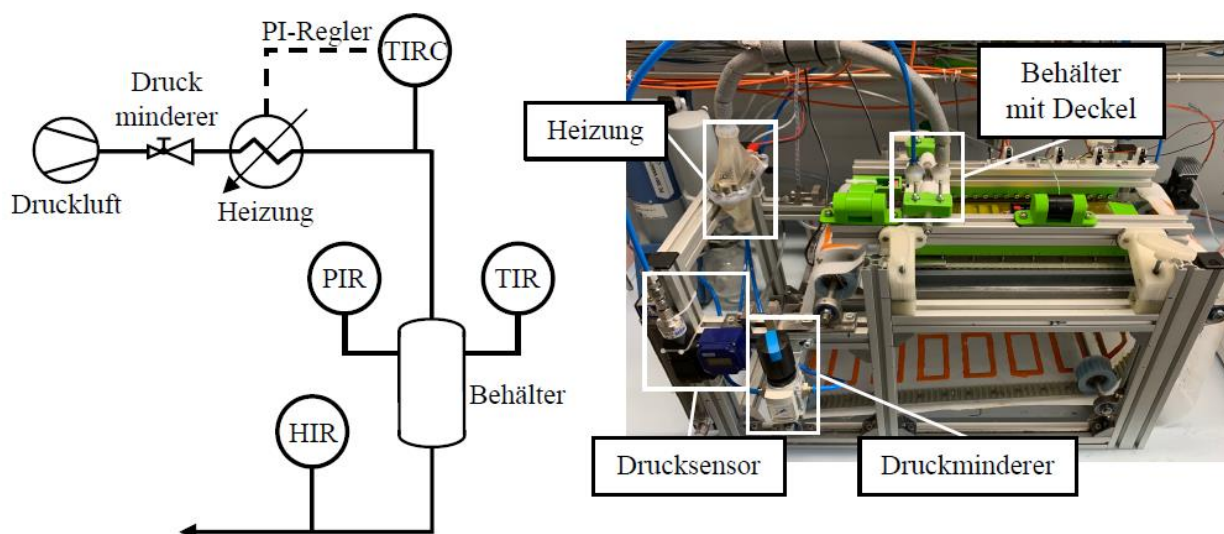 PI-Regler
TIRC
Druck
minderer
Druckluft
Heizung
PIR
TIR
Behälter
HIR
Heizung
Behälter
mit Deckel
Drucksensor
Druckminderer